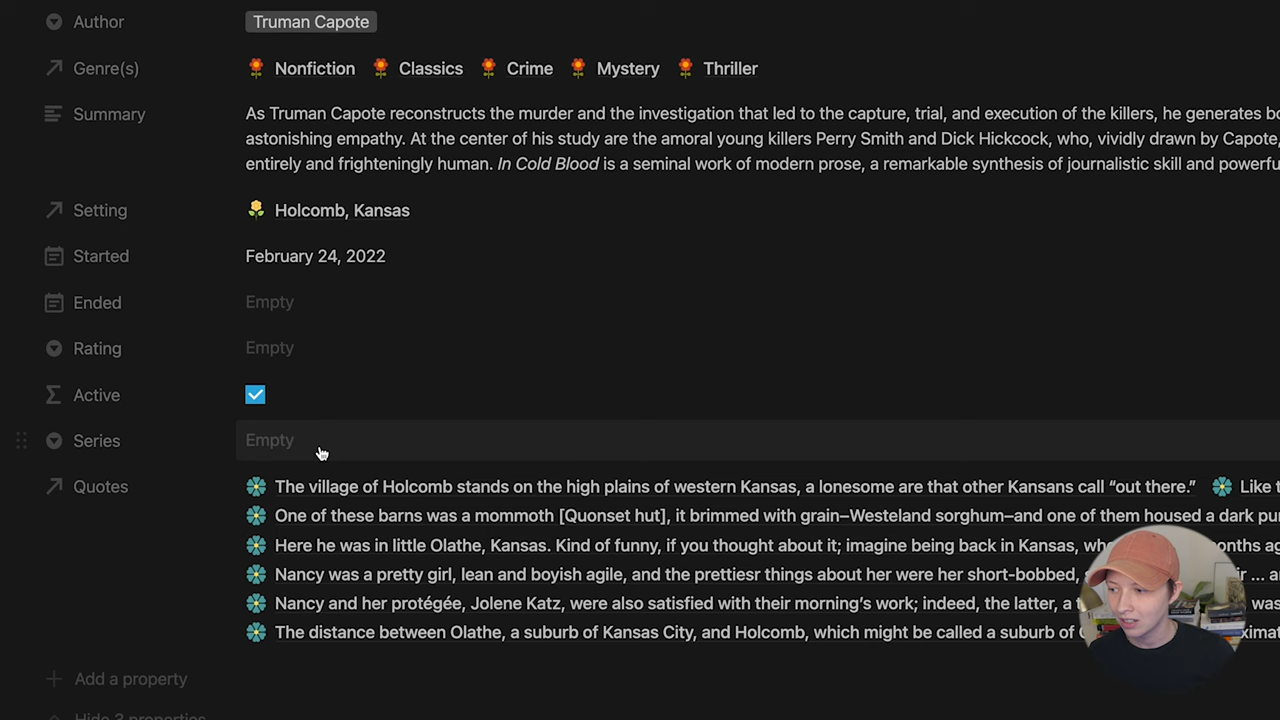 Author Truman Capote
Genre(s) Nonfiction Classics Crime Mystery Thriller
Summary As Truman Capote reconstructs the murder and the investigation that led to the capture, trial, and execution of the killers, he generates
astonishing empathy. At the center of his study are the amoral young killers Perry Smith and Dick Hickcock, who, vividly drawn by Capote,
entirely and frighteningly human. In Cold Blood is a seminal work of modern prose, a remarkable synthesis of journalistic skill and
Setting Holcomb, Kansas
Started February 24, 2022
Ended Empty
Rating Empty
Active
Series Empty
Quotes The village of Holcomb stands on the high plains of western Kansas, a lonesome are that other Kansans call “out there.” Like
One of these barns was a mammoth [Quonset hut], it brimmed with grain–Westeland sorghum–and one of them housed a dark
Here he was in little Olathe, Kansas. Kind of funny, if you thought about it; imagine being back in Kansas,
Nancy was a pretty girl, lean and boyish agile, and the prettiesr things about her were her short-bobbed, ...
Nancy and her protégée, Jolene Katz, were also satisfied with their morning’s work; indeed, the latter, a
The distance between Olathe, a suburb of Kansas City, and Holcomb, which might be called a suburb of
Add a property
Hide 3 properties